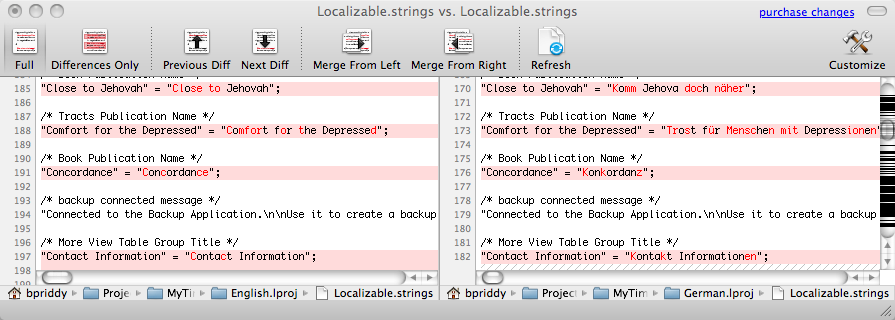 Localizable.strings vs. Localizable.strings
purchase changes
Full
Differences Only
Previous Diff
Next Diff
Merge From Left
Merge From Right
Refresh
Customize
185 "Close to Jehovah" = "Close to Jehovah";
186
187 /* Tracts Publication Name */
188 "Comfort for the Depressed" = "Comfort for the Depressed";
189
190 /* Book Publication Name */
191 "Concordance" = "Concordance";
192
193 /* backup connected message */
194 "Connected to the Backup Application.\n\nUse it to create a backup
195
196 /* More View Table Group Title */
197 "Contact Information" = "Contact Information";
198
170 "Close to Jehovah" = "Komm Jehova doch näher";
171
172 /* Tracts Publication Name */
173 "Comfort for the Depressed" = "Trost für Menschen mit Depressionen"
174
175 /* Book Publication Name */
176 "Concordance" = "Konkordanz";
177
178 /* backup connected message */
179 "Connected to the Backup Application.\n\nUse it to create a backup
180
181 /* More View Table Group Title */
182 "Contact Information" = "Kontakt Informationen";
bpriddy Proje MyTim English.lproj Localizable.strings
bpriddy Project MyTim German.lproj Localizable.strings